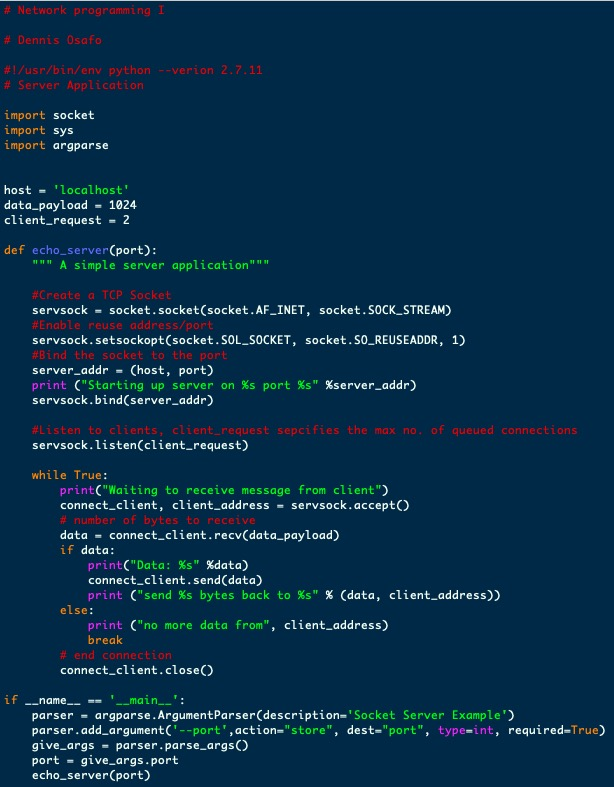 # Network programming I
# Dennis Osafo
#!/usr/bin/env python --verion 2.7.11
# Server Application
import socket
import sys
import argparse
host = 'localhost'
data_payload = 1024
client_request = 2
def echo_server(port):
    """ A simple server application"""
    #Create a TCP Socket
    servsock = socket.socket(socket.AF_INET, socket.SOCK_STREAM)
    #Enable reuse address/port
    servsock.setsockopt(socket.SOL_SOCKET, socket.SO_REUSEADDR, 1)
    #Bind the socket to the port
    server_addr = (host, port)
    print ("Starting up server on %s port %s" %server_addr)
    servsock.bind(server_addr)
    #Listen to clients, client_request sepcifies the max no. of queued connections
    servsock.listen(client_request)
    while True:
        print("Waiting to receive message from client")
        connect_client, client_address = servsock.accept()
        # number of bytes to receive
        data = connect_client.recv(data_payload)
        if data:
            print("Data: %s" %data)
            connect_client.send(data)
            print ("send %s bytes back to %s" % (data, client_address))
        else:
            print ("no more data from", client_address)
            break
        # end connection
        connect_client.close()
if __name__ == '__main__':
    parser = argparse.ArgumentParser(description='Socket Server Example')
    parser.add_argument('--port',action="store", dest="port", type=int, required=True)
    give_args = parser.parse_args()
    port = give_args.port
    echo_server(port)